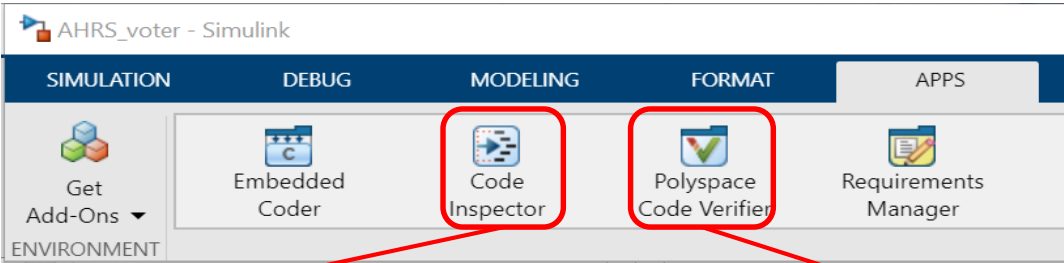 AHRS_voter - Simulink
SIMULATION DEBUG MODELING FORMAT APPS
Get Add-Ons
Embedded Coder
Code Inspector
Polyspace Code Verifier
Requirements Manager
ENVIRONMENT